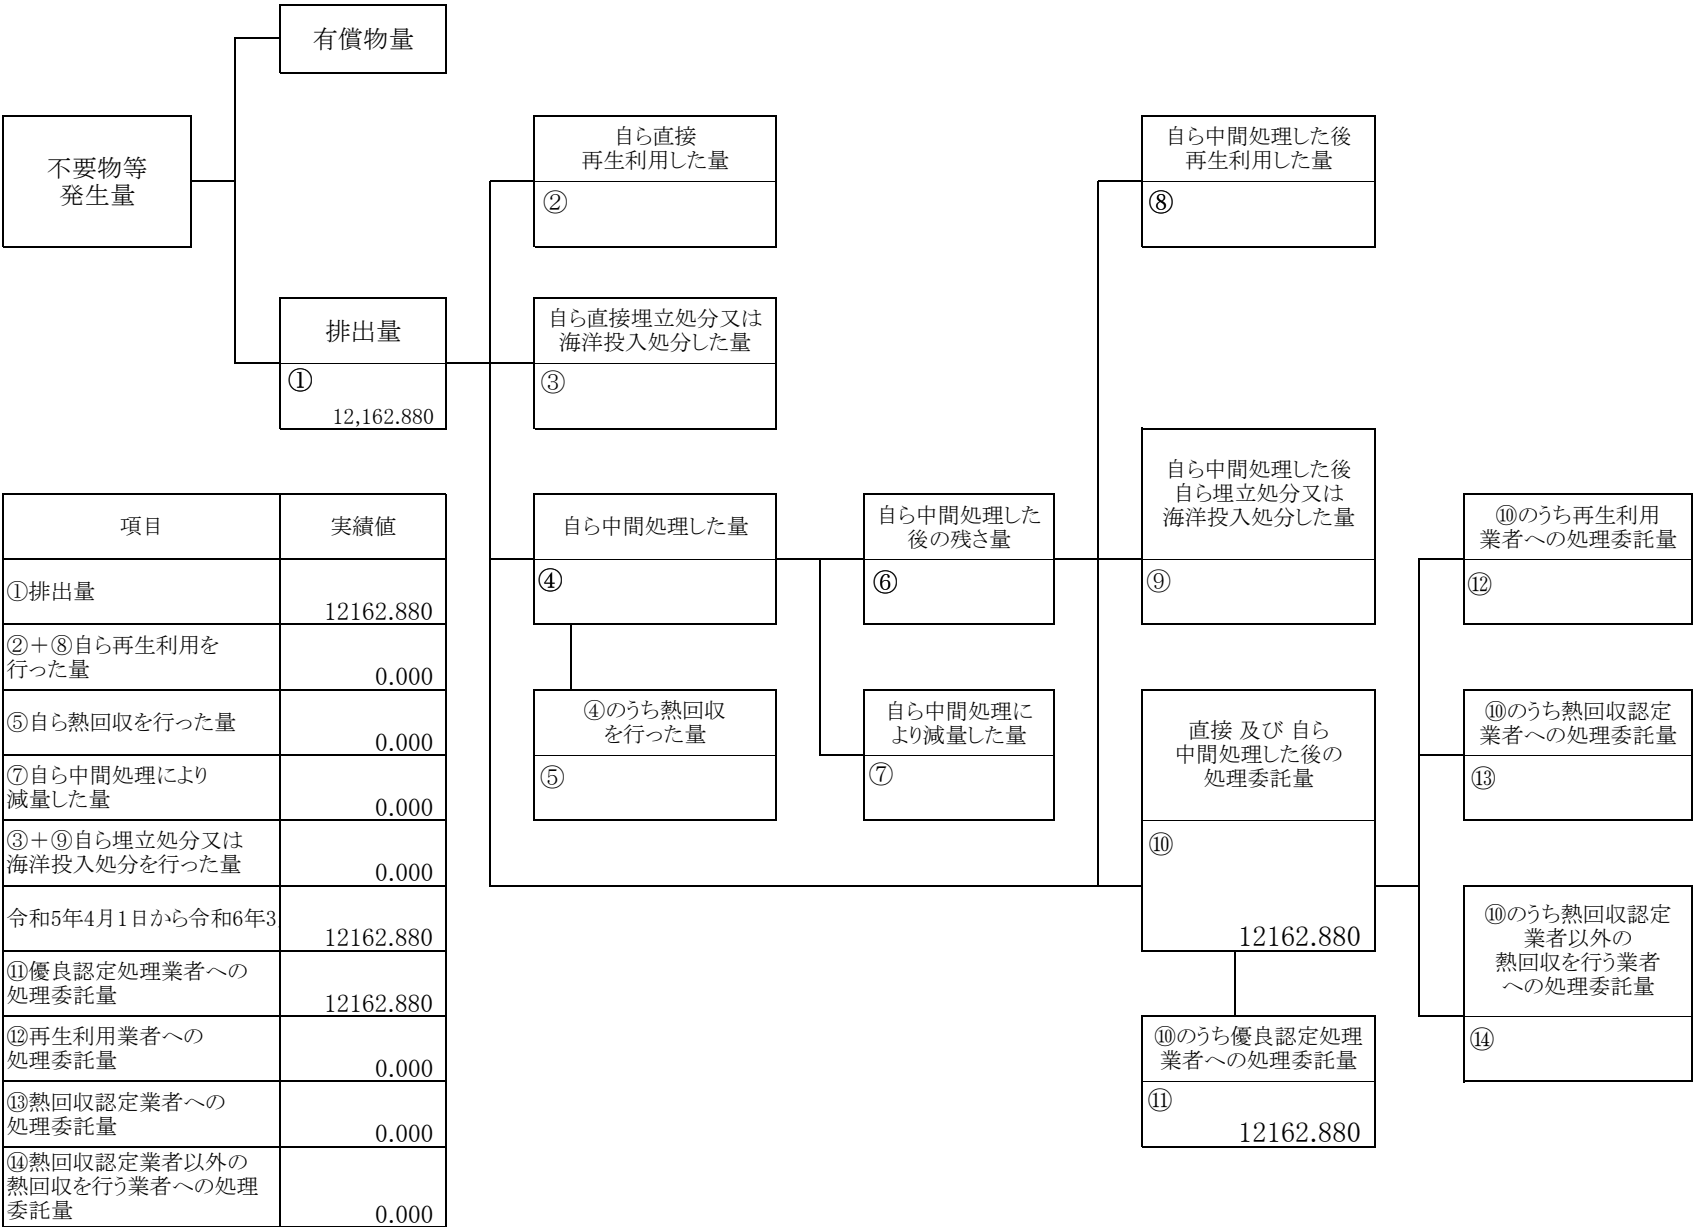 有償物量
不要物等
発生量
自ら直接
再生利用した量
②
自ら中間処理した後
再生利用した量
⑧
排出量
①
12,162.880
自ら直接埋立処分又は
海洋投入処分した量
③
自ら中間処理した量
④
自ら中間処理した
後の残さ量
⑥
自ら中間処理した後
自ら埋立処分又は
海洋投入処分した量
⑨
⑩のうち再生利用
業者への処理委託量
⑫
④のうち熱回収
を行った量
⑤
自ら中間処理に
より減量した量
⑦
直接 及び 自ら
中間処理した後の
処理委託量
⑩
12162.880
⑩のうち熱回収認定
業者への処理委託量
⑬
⑩のうち熱回収認定
業者以外の
熱回収を行う業者
への処理委託量
⑭
⑩のうち優良認定処理
業者への処理委託量
⑪
12162.880
項目 実績値
①排出量
12162.880
②＋⑧自ら再生利用を
行った量
0.000
⑤自ら熱回収を行った量
0.000
⑦自ら中間処理により
減量した量
0.000
③＋⑨自ら埋立処分又は
海洋投入処分を行った量
0.000
令和5年4月1日から令和6年3
12162.880
⑪優良認定処理業者への
処理委託量
12162.880
⑫再生利用業者への
処理委託量
0.000
⑬熱回収認定業者への
処理委託量
0.000
⑭熱回収認定業者以外の
熱回収を行う業者への処理
委託量
0.000